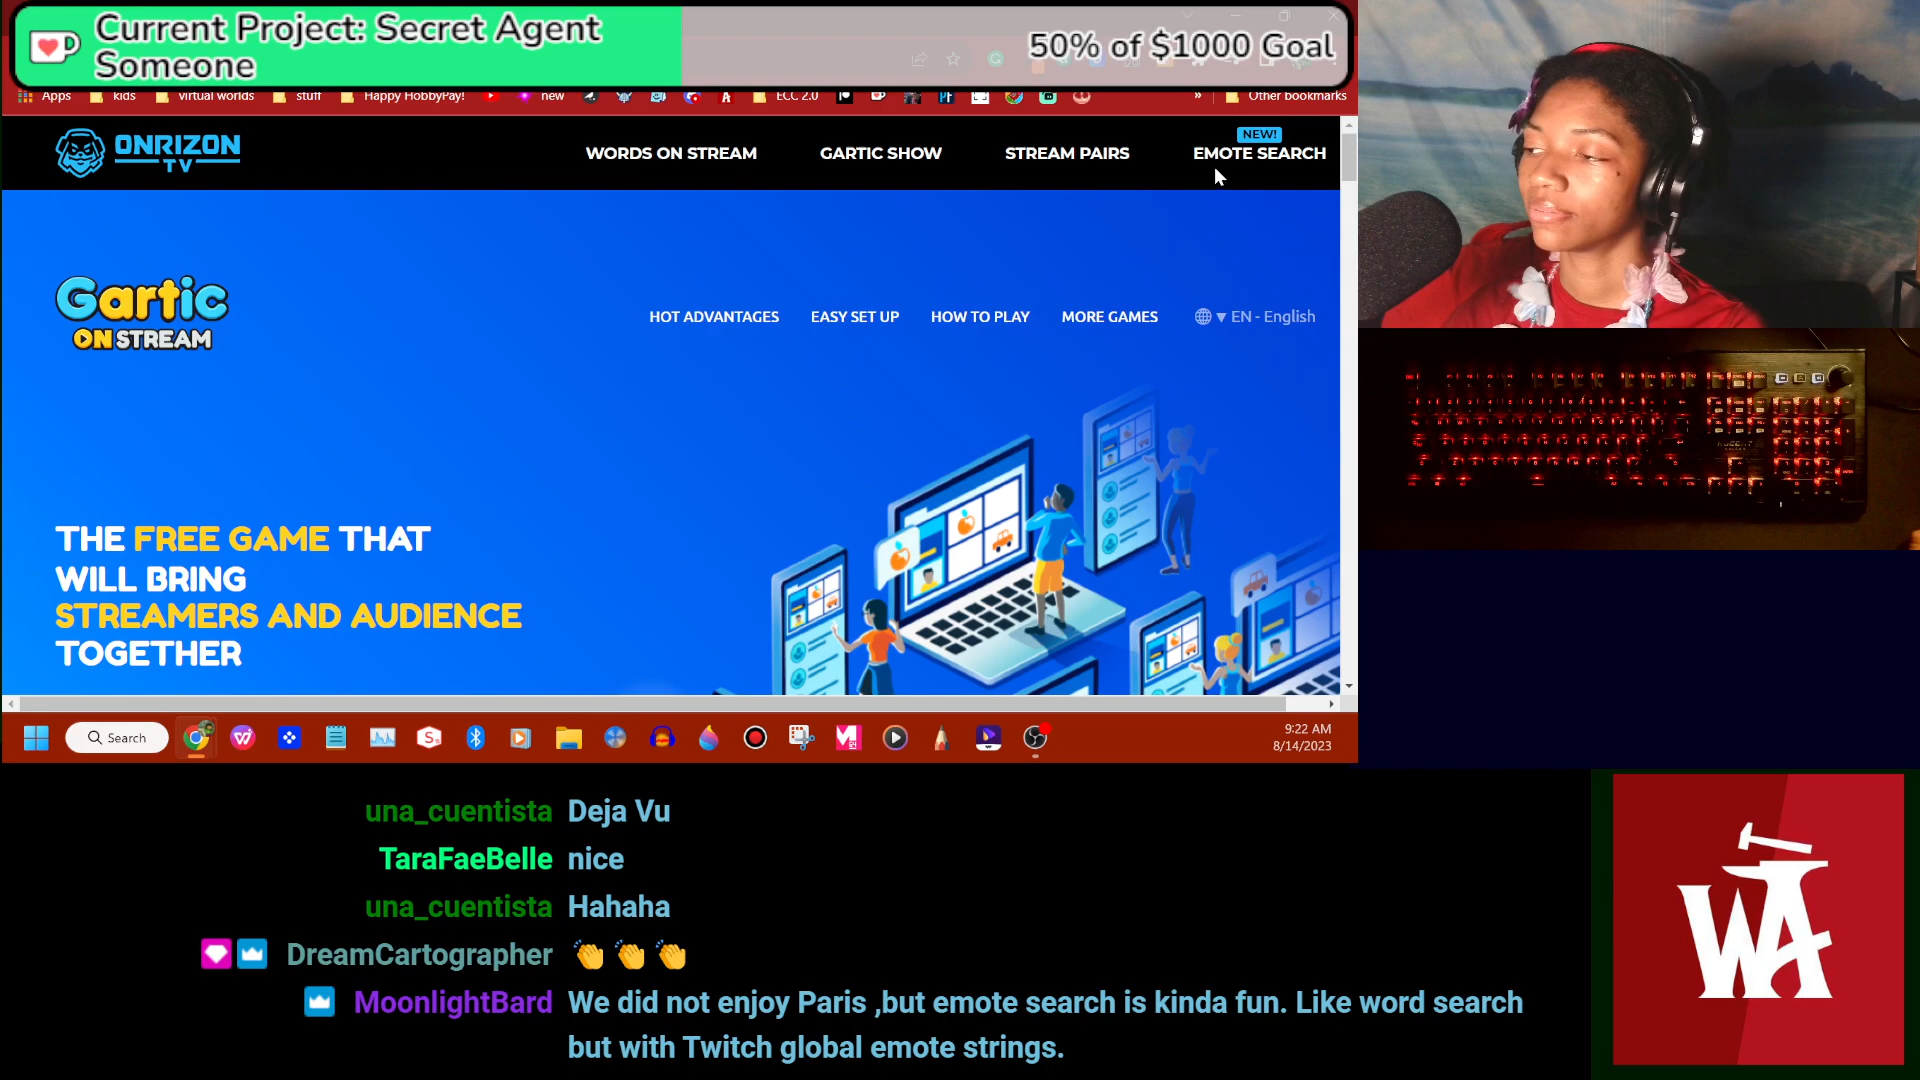 Current Project: Secret Agent
Someone
50% of $1000 Goal
Apps kids virtual worlds stuff Happy HobbyPay! new ECC 2.0 » Other bookmarks
ONRIZON
TV
WORDS ON STREAM
GARTIC SHOW
STREAM PAIRS
NEW!
EMOTE SEARCH
Gartic
ON STREAM
HOT ADVANTAGES
EASY SET UP
HOW TO PLAY
MORE GAMES
EN - English
THE FREE GAME THAT
WILL BRING
STREAMERS AND AUDIENCE
TOGETHER
Search
9:22 AM
8/14/2023
una_cuentista Deja Vu
TaraFaeBelle nice
una_cuentista Hahaha
DreamCartographer 👏 👏 👏
MoonlightBard We did not enjoy Paris ,but emote search is kinda fun. Like word search
but with Twitch global emote strings.
WA